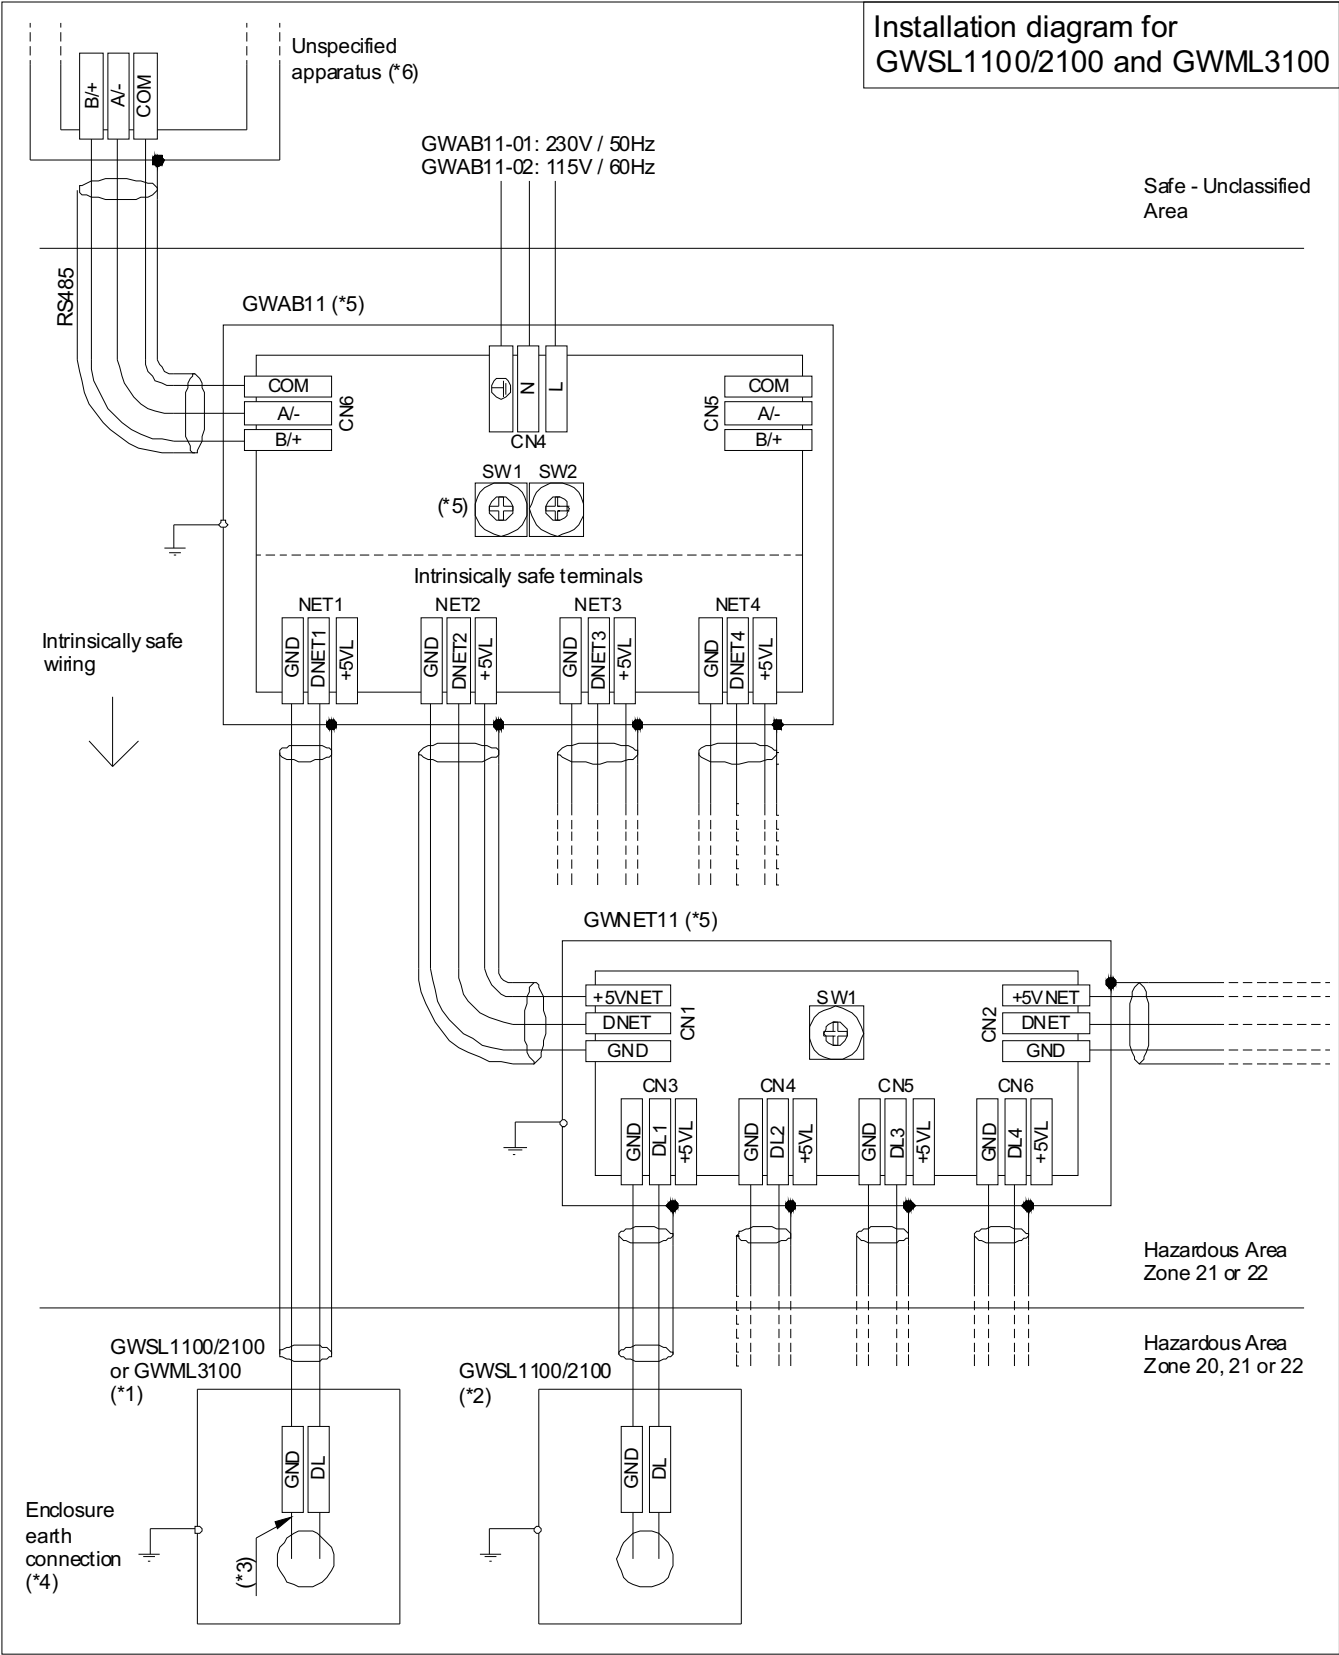 Installation diagram for
GWSL1100/2100 and GWML3100
Unspecified
apparatus (*6)
B/+
A/-
COM
GWAB11-01: 230V / 50Hz
GWAB11-02: 115V / 60Hz
Safe - Unclassified
Area
RS485
GWAB11 (*5)
COM
A/-
B/+
CN6
N
L
CN4
COM
A/-
B/+
CN5
SW1
SW2
(*5)
Intrinsically safe terminals
NET1
NET2
NET3
NET4
GND
DNET1
+5VL
GND
DNET2
+5VL
GND
DNET3
+5VL
GND
DNET4
+5VL
Intrinsically safe
wiring
GWNET11 (*5)
+5VNET
DNET
GND
CN1
SW1
CN2
+5VNET
DNET
GND
CN3
CN4
CN5
CN6
GND
DL1
+5VL
GND
DL2
+5VL
GND
DL3
+5VL
GND
DL4
+5VL
Hazardous Area
Zone 21 or 22
Hazardous Area
Zone 20, 21 or 22
GWSL1100/2100
or GWML3100
(*1)
GWSL1100/2100
(*2)
GND
DL
GND
DL
(*3)
Enclosure
earth
connection
(*4)